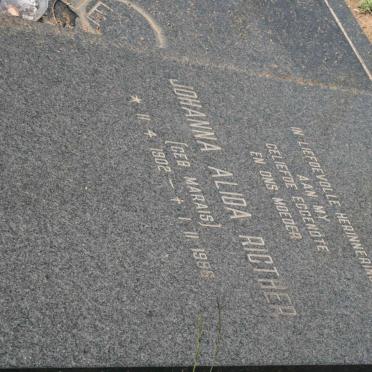 IN LIEFDEVOLLE HERINNERING
AAN MY
GELIEFDE EGGENOTE
EN ONS MOEDER
JOHANNA ALIDA RIOTHER
[GEB MARAIS]
* 11·4·1902 — + 1·11·1986